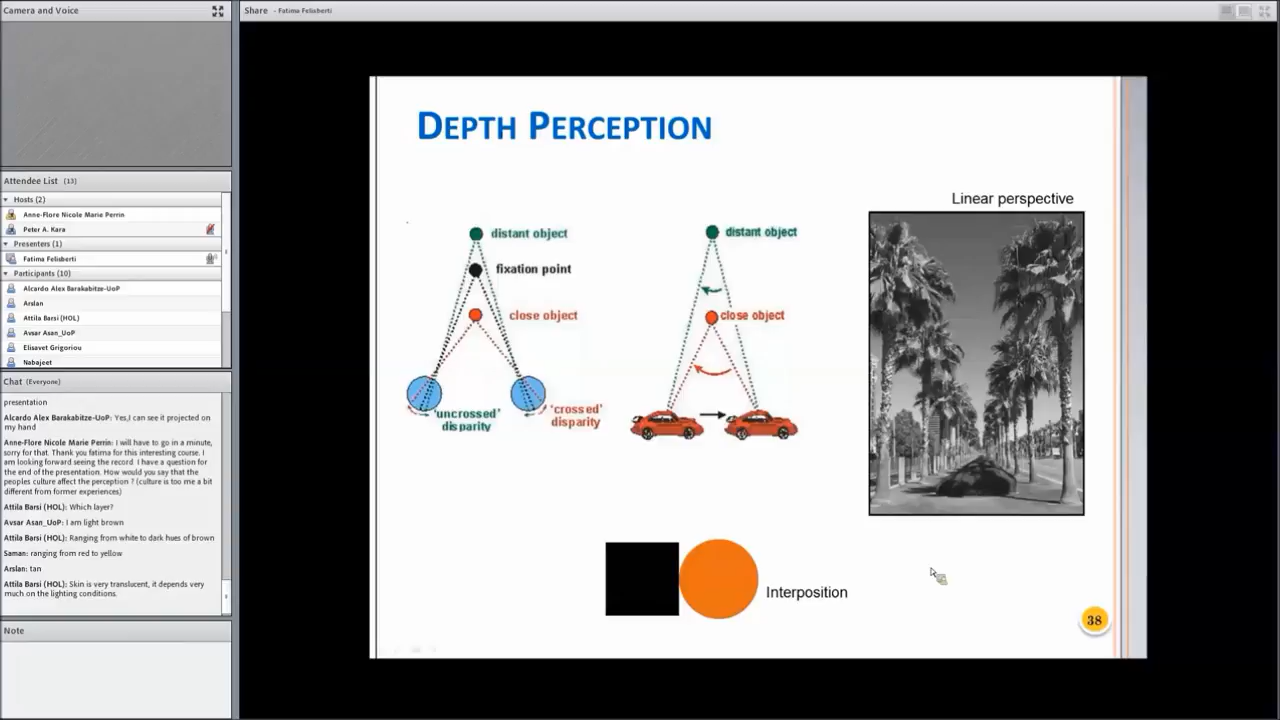 Camera and Voice
Share - Fatima Felisberti
Attendee List (13)
Hosts (2)
Anne-Flore Nicole Marie Perrin
Peter A. Kara
Presenters (1)
Fatima Felisberti
Participants (10)
Alcardo Alex Barakabitze-UoP
Arslan
Attila Barsi (HOL)
Avsar Asan_UoP
Elisavet Grigoriou
Nabajeet
Chat (Everyone)
presentation
Alcardo Alex Barakabitze-UoP: Yes,I can see it projected on
my hand
Anne-Flore Nicole Marie Perrin: I will have to go in a minute,
sorry for that. Thank you fatima for this interesting course. I
am looking forward seeing the record I have a question for
the end of the presentation. How would you say that the
peoples culture affect the perception ? (culture is too me a bit
different from former experiences)
Attila Barsi (HOL): Which layer?
Avsar Asan_UoP: I am light brown
Attila Barsi (HOL): Ranging from white to dark hues of brown
Saman: ranging from red to yellow
Arslan: tan
Attila Barsi (HOL): Skin is very translucent, it depends very
much on the lighting conditions.
Note
DEPTH PERCEPTION
distant object
fixation point
close object
'uncrossed'
disparity
'crossed'
disparity
distant object
close object
Linear perspective
Interposition
38